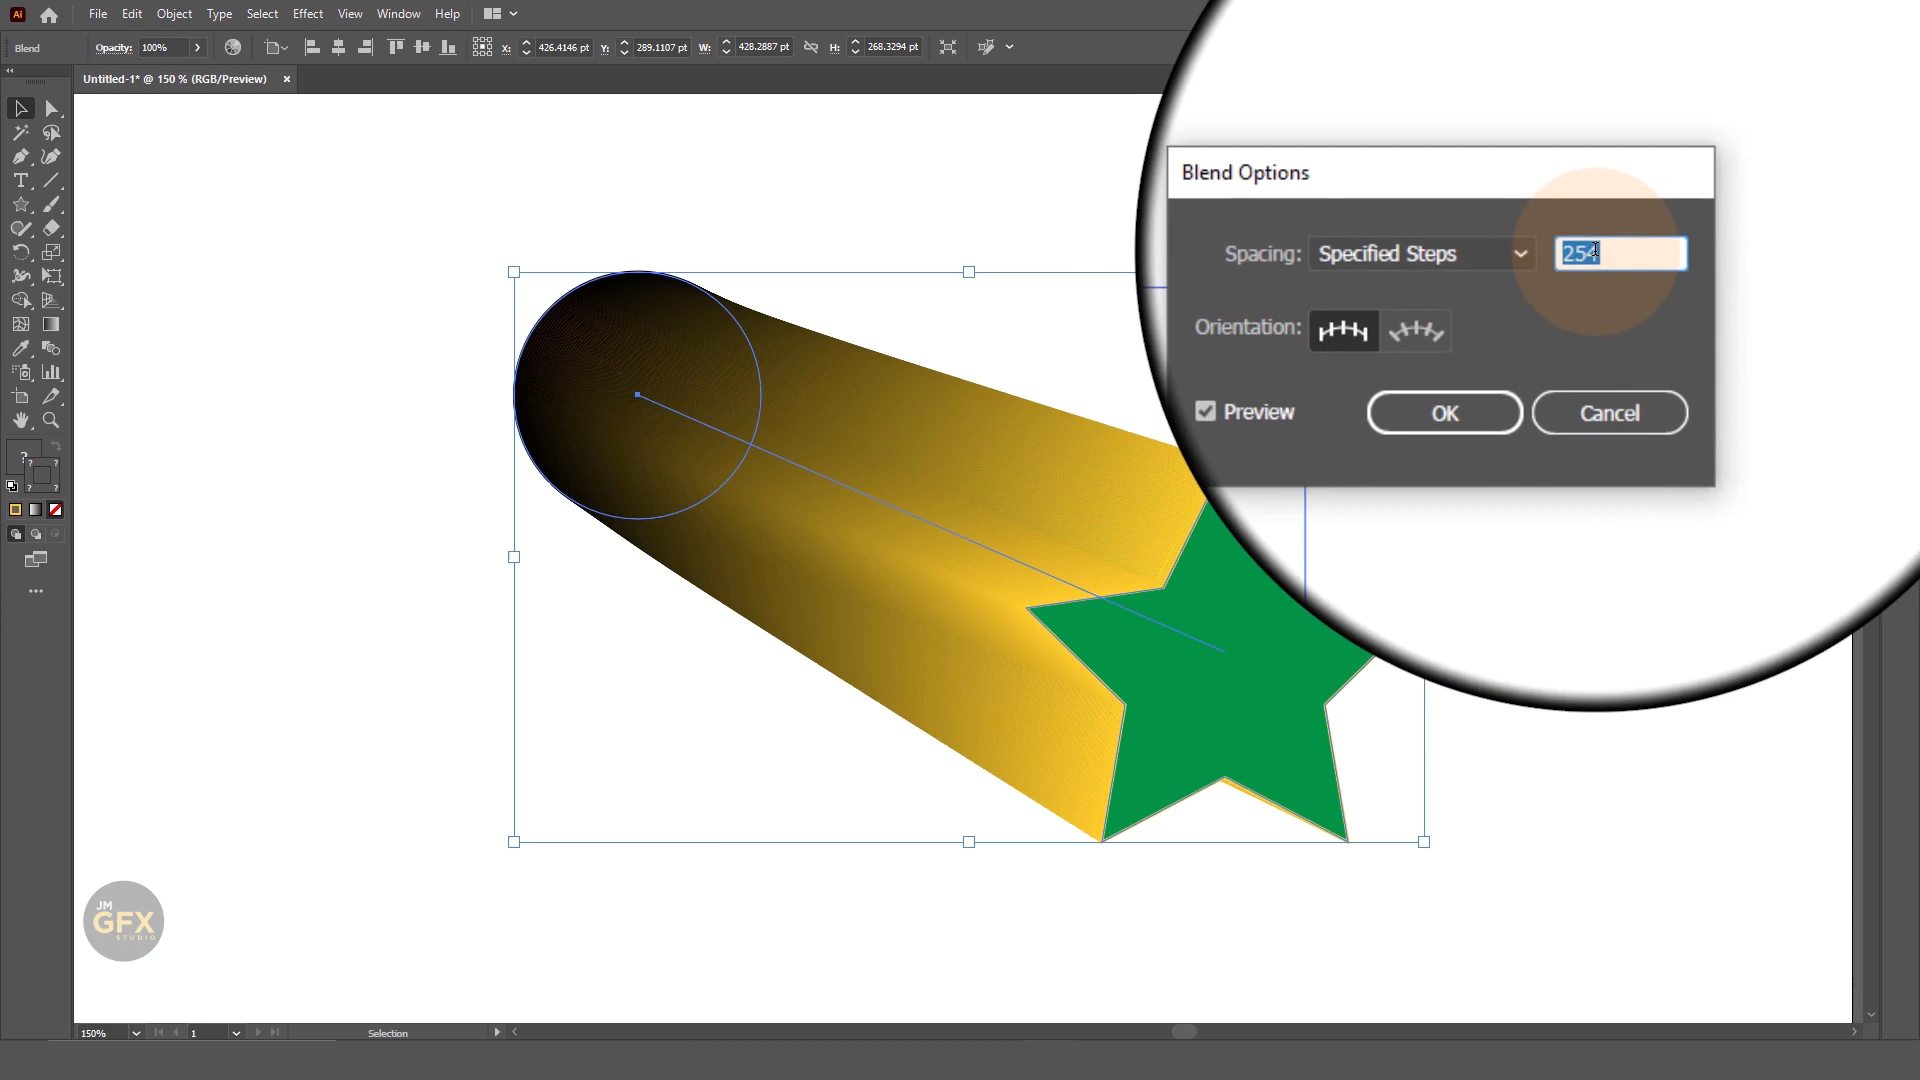 Ai File Edit Object Type Select Effect View Window Help
Blend Opacity: 100% X: 426.4146 pt Y: 289.1107 pt W: 428.2887 pt H: 268.3294 pt
Untitled-1* @ 150 % (RGB/Preview) ×
Blend Options
Spacing: Specified Steps 254
Orientation:
Preview OK Cancel
? 
? ?
? ?
JM
GFX
STUDIO
150% 1 Selection